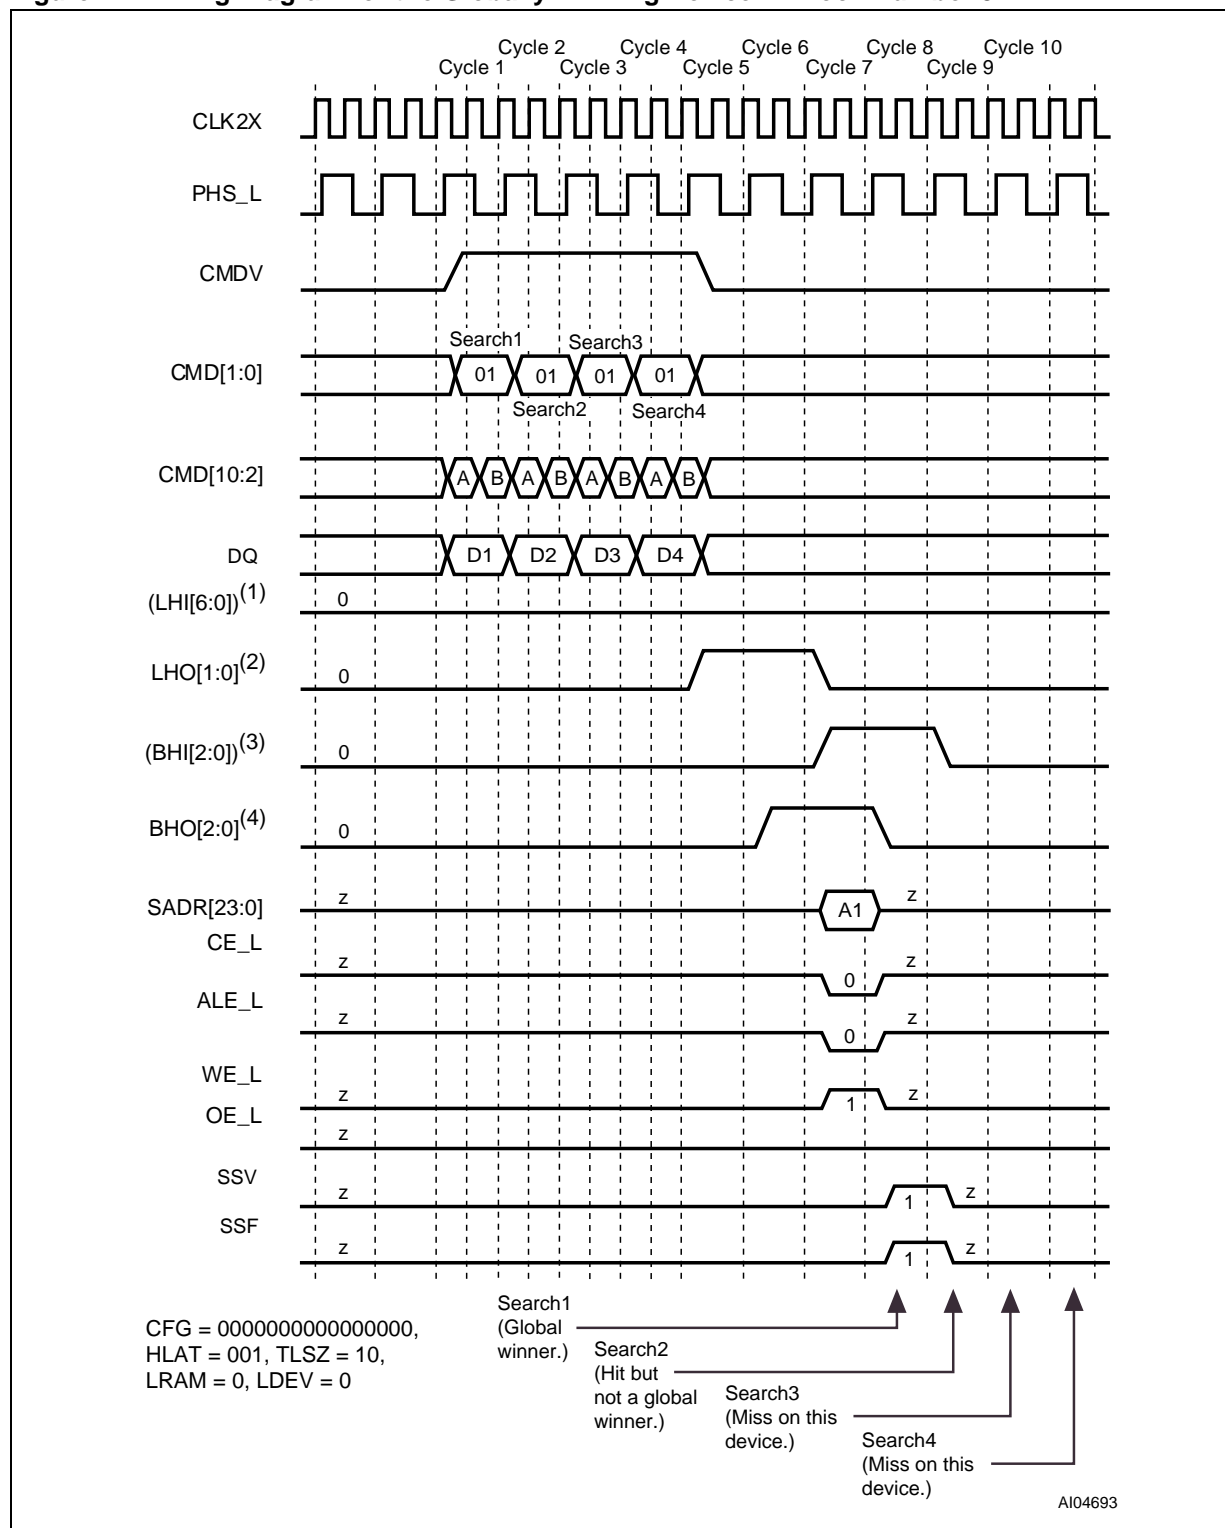 Cycle 2 Cycle 4 Cycle 6 Cycle 8 Cycle 10
Cycle 1 Cycle 3 Cycle 5 Cycle 7 Cycle 9
CLK2X
PHS_L
CMDV
Search1 Search3
CMD[1:0] 01 01 01 01
Search2 Search4
CMD[10:2] A B A B A B A B
DQ D1 D2 D3 D4
(LHI[6:0])(1) 0
LHO[1:0](2) 0
(BHI[2:0])(3) 0
BHO[2:0](4) 0
SADR[23:0] z A1 z
CE_L
z 0 z
ALE_L
z 0 z
WE_L
z 1 z
OE_L
z
SSV
z 1 z
SSF
z 1 z
CFG = 0000000000000000,
HLAT = 001, TLSZ = 10,
LRAM = 0, LDEV = 0
Search1
(Global
winner.)
Search2
(Hit but
not a global
winner.)
Search3
(Miss on this
device.)
Search4
(Miss on this
device.)
AI04693